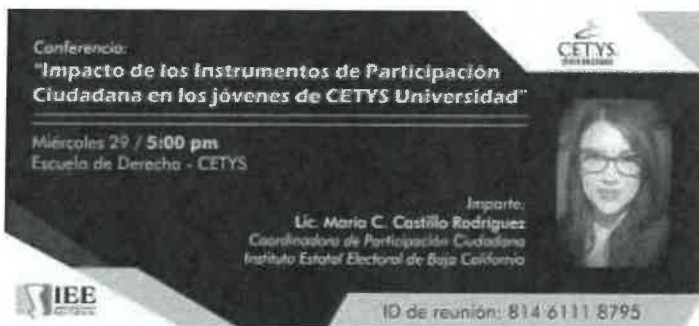 Conferencia:
"Impacto de los Instrumentos de Participación
Ciudadana en los jóvenes de CETYS Universidad"
Miércoles 29 / 5:00 pm
Escuela de Derecho - CETYS
CETYS
Imparte:
Lic. Maria C. Castillo Rodriguez
Coordinadora de Participación Ciudadana
Instituto Estatal Electoral de Baja California
IEE
ID de reunión: 814 6111 8795